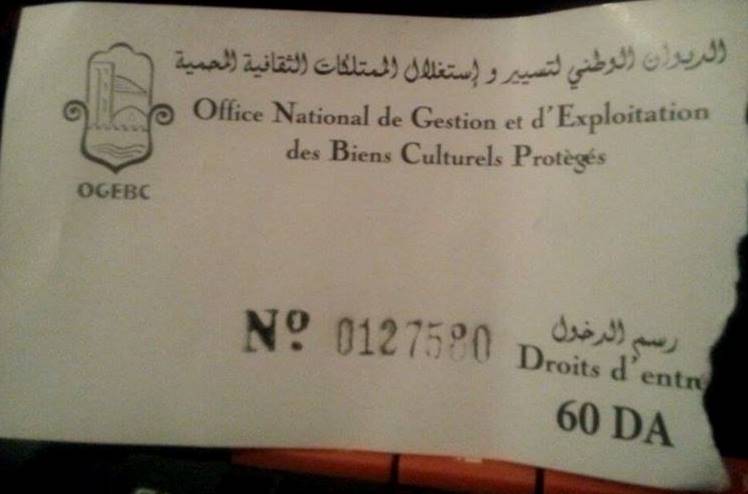 الديوان الوطني لتسيير و إستغلال الممتلكات الثقافية المحمية
Office National de Gestion et d'Exploitation
des Biens Culturels Protègés
OGEBC
Nº 0127580
رسم الدخول
Droits d'entr
60 DA